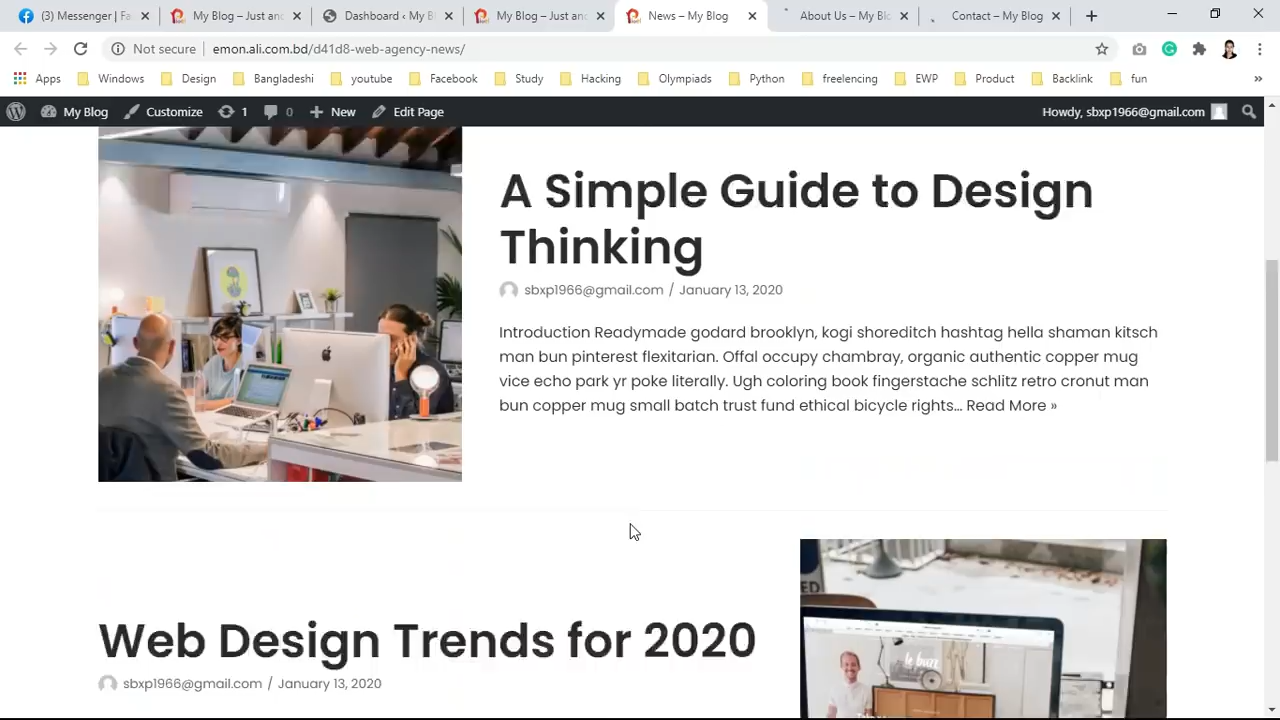 (3) Messenger | Fa
My Blog – Just and
Dashboard ‹ My B
My Blog – Just and
News – My Blog
About Us – My Blo
Contact – My Blog
Not secure | emon.ali.com.bd/d41d8-web-agency-news/
Apps Windows Design Bangladeshi youtube Facebook Study Hacking Olympiads Python freelencing EWP Product Backlink fun »
My Blog Customize 1 0 New Edit Page Howdy, sbxp1966@gmail.com
A Simple Guide to Design
Thinking
sbxp1966@gmail.com / January 13, 2020
Introduction Readymade godard brooklyn, kogi shoreditch hashtag hella shaman kitsch
man bun pinterest flexitarian. Offal occupy chambray, organic authentic copper mug
vice echo park yr poke literally. Ugh coloring book fingerstache schlitz retro cronut man
bun copper mug small batch trust fund ethical bicycle rights… Read More »
Web Design Trends for 2020
sbxp1966@gmail.com / January 13, 2020
le buzz